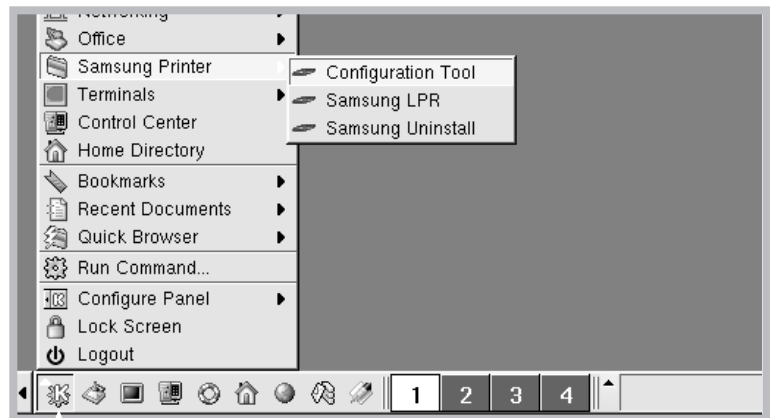 Networking
Office
Samsung Printer
Configuration Tool
Terminals
Samsung LPR
Control Center
Samsung Uninstall
Home Directory
Bookmarks
Recent Documents
Quick Browser
Run Command...
Configure Panel
Lock Screen
Logout
1 2 3 4